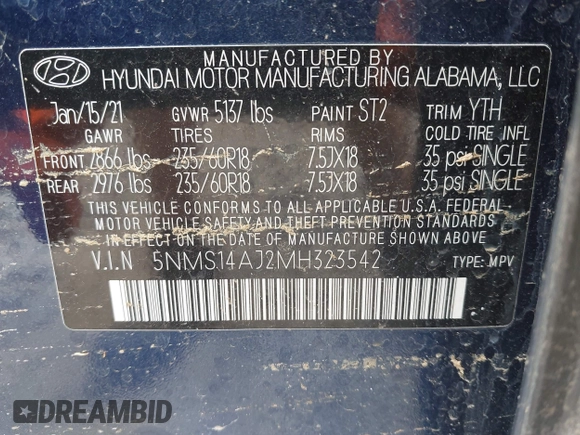 MANUFACTURED BY
HYUNDAI MOTOR MANUFACTURING ALABAMA, LLC
Jan/15/21 GVWR 5137 lbs PAINT ST2 TRIM YTH
GAWR TIRES RIMS COLD TIRE INFL
FRONT 2866 lbs 235/60R18 7.5JX18 35 psi SINGLE
REAR 2976 lbs 235/60R18 7.5JX18 35 psi SINGLE
THIS VEHICLE CONFORMS TO ALL APPLICABLE U.S.A. FEDERAL
MOTOR VEHICLE SAFETY AND THEFT PREVENTION STANDARDS
IN EFFECT ON THE DATE OF MANUFACTURE SHOWN ABOVE.
V.I.N 5NMS14AJ2MH323542 TYPE: MPV
DREAMBID